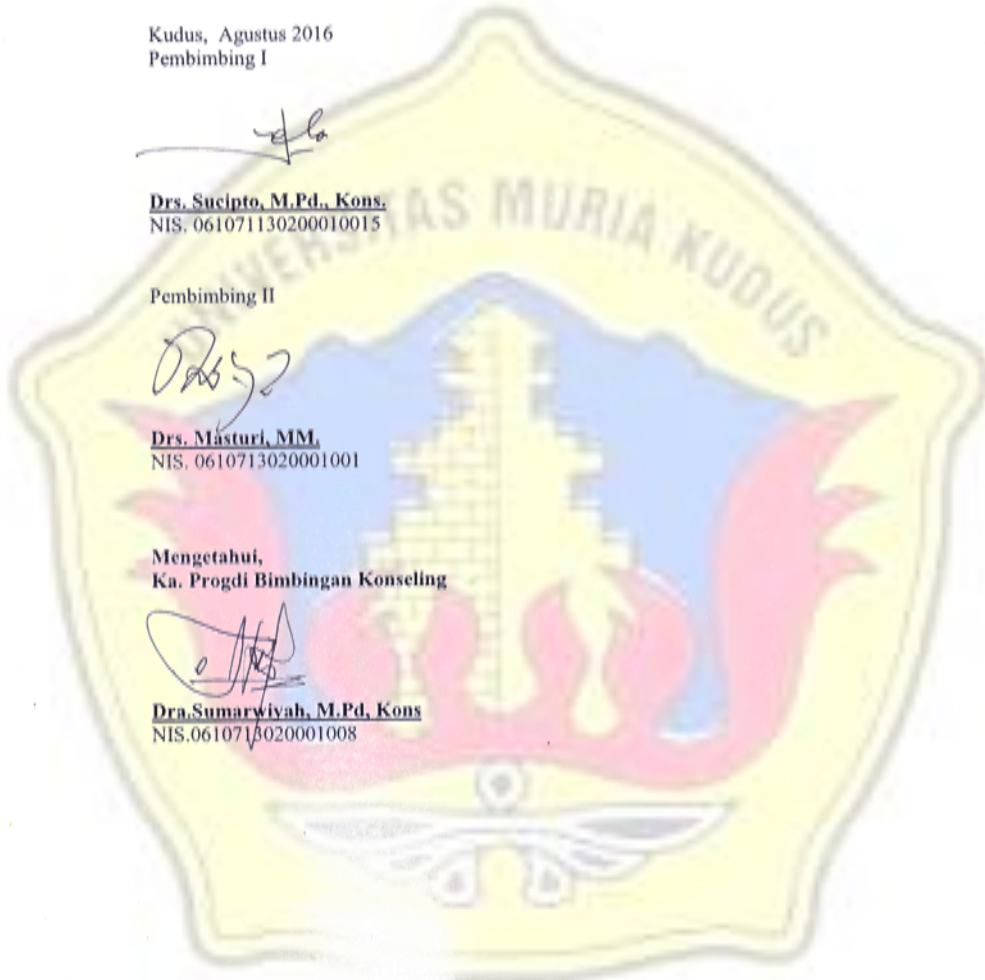 Kudus, Agustus 2016
Pembimbing I
Drs. Sucipto, M.Pd., Kons.
NIS. 061071130200010015
UNIVERSITAS MURIA KUDUS
Pembimbing II
Drs. Masturi, MM.
NIS. 0610713020001001
Mengetahui,
Ka. Progdi Bimbingan Konseling
Dra.Sumarwiyah, M.Pd, Kons
NIS.0610713020001008